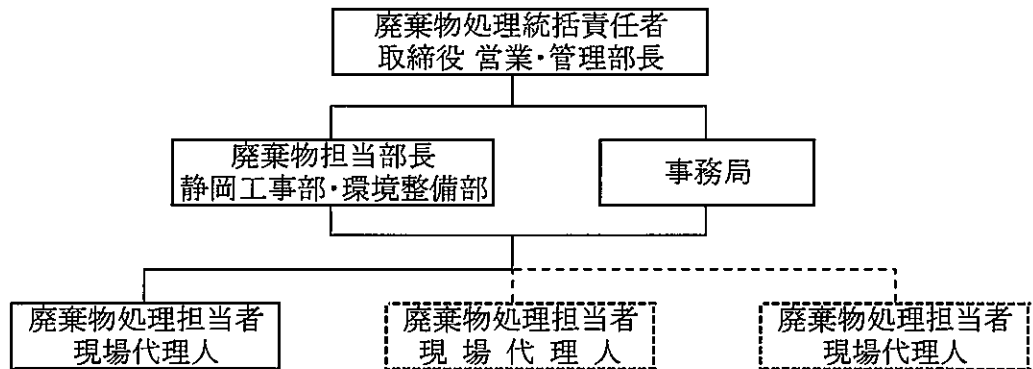 廃棄物処理統括責任者
取締役 営業・管理部長
廃棄物担当部長
静岡工事部・環境整備部
事務局
廃棄物処理担当者
現場代理人
廃棄物処理担当者
現 場 代 理 人
廃棄物処理担当者
現場代理人